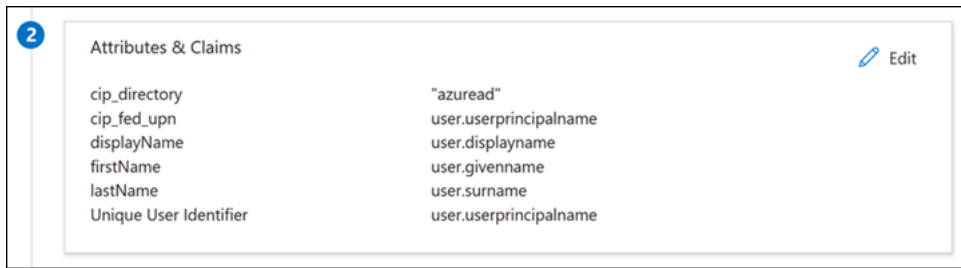 2
Attributes & Claims
Edit
cip_directory "azuread"
cip_fed_upn user.userprincipalname
displayName user.displayname
firstName user.givenname
lastName user.surname
Unique User Identifier user.userprincipalname